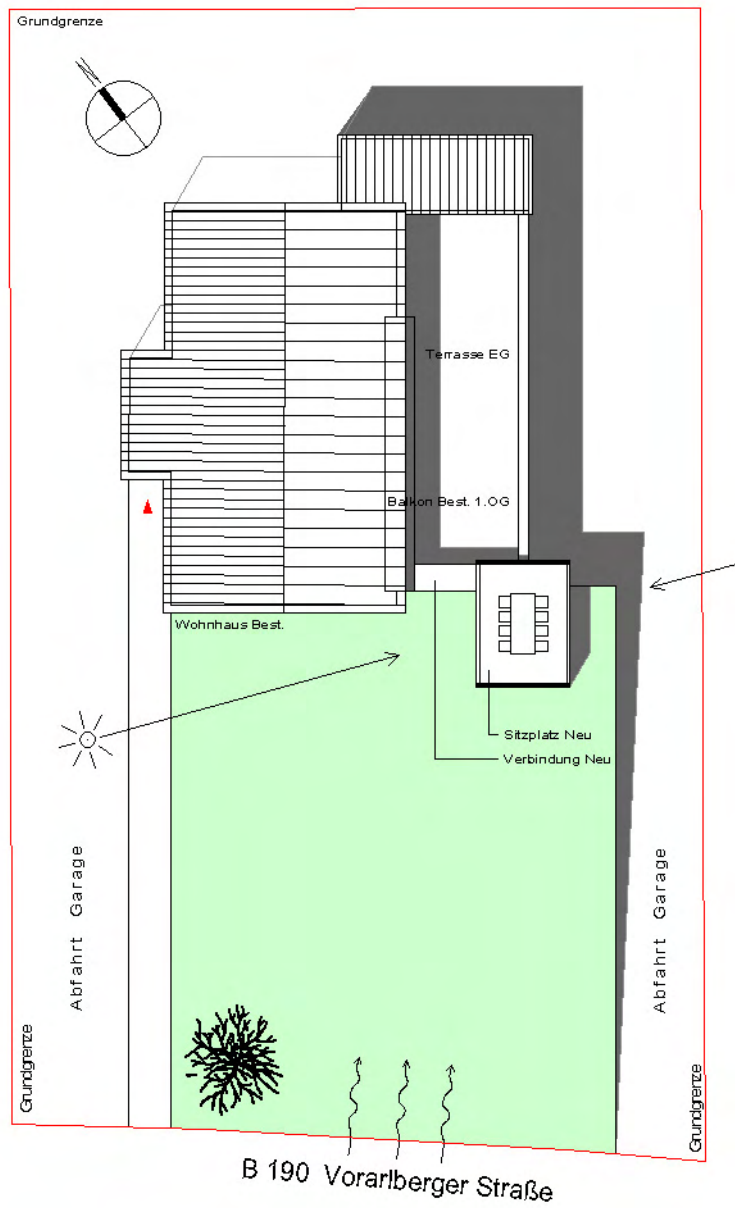 Grundgrenze
Terrasse EG
Balkon Best. 1.OG
Wohnhaus Best.
Sitzplatz Neu
Verbindung Neu
Abfahrt Garage
Abfahrt Garage
Grundgrenze
Grundgrenze
B 190 Vorarlberger Straße